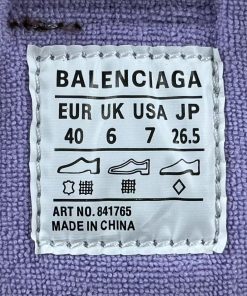 BALENCIAGA
EUR UK USA JP
40 6 7 26.5
ART NO. 841765
MADE IN CHINA